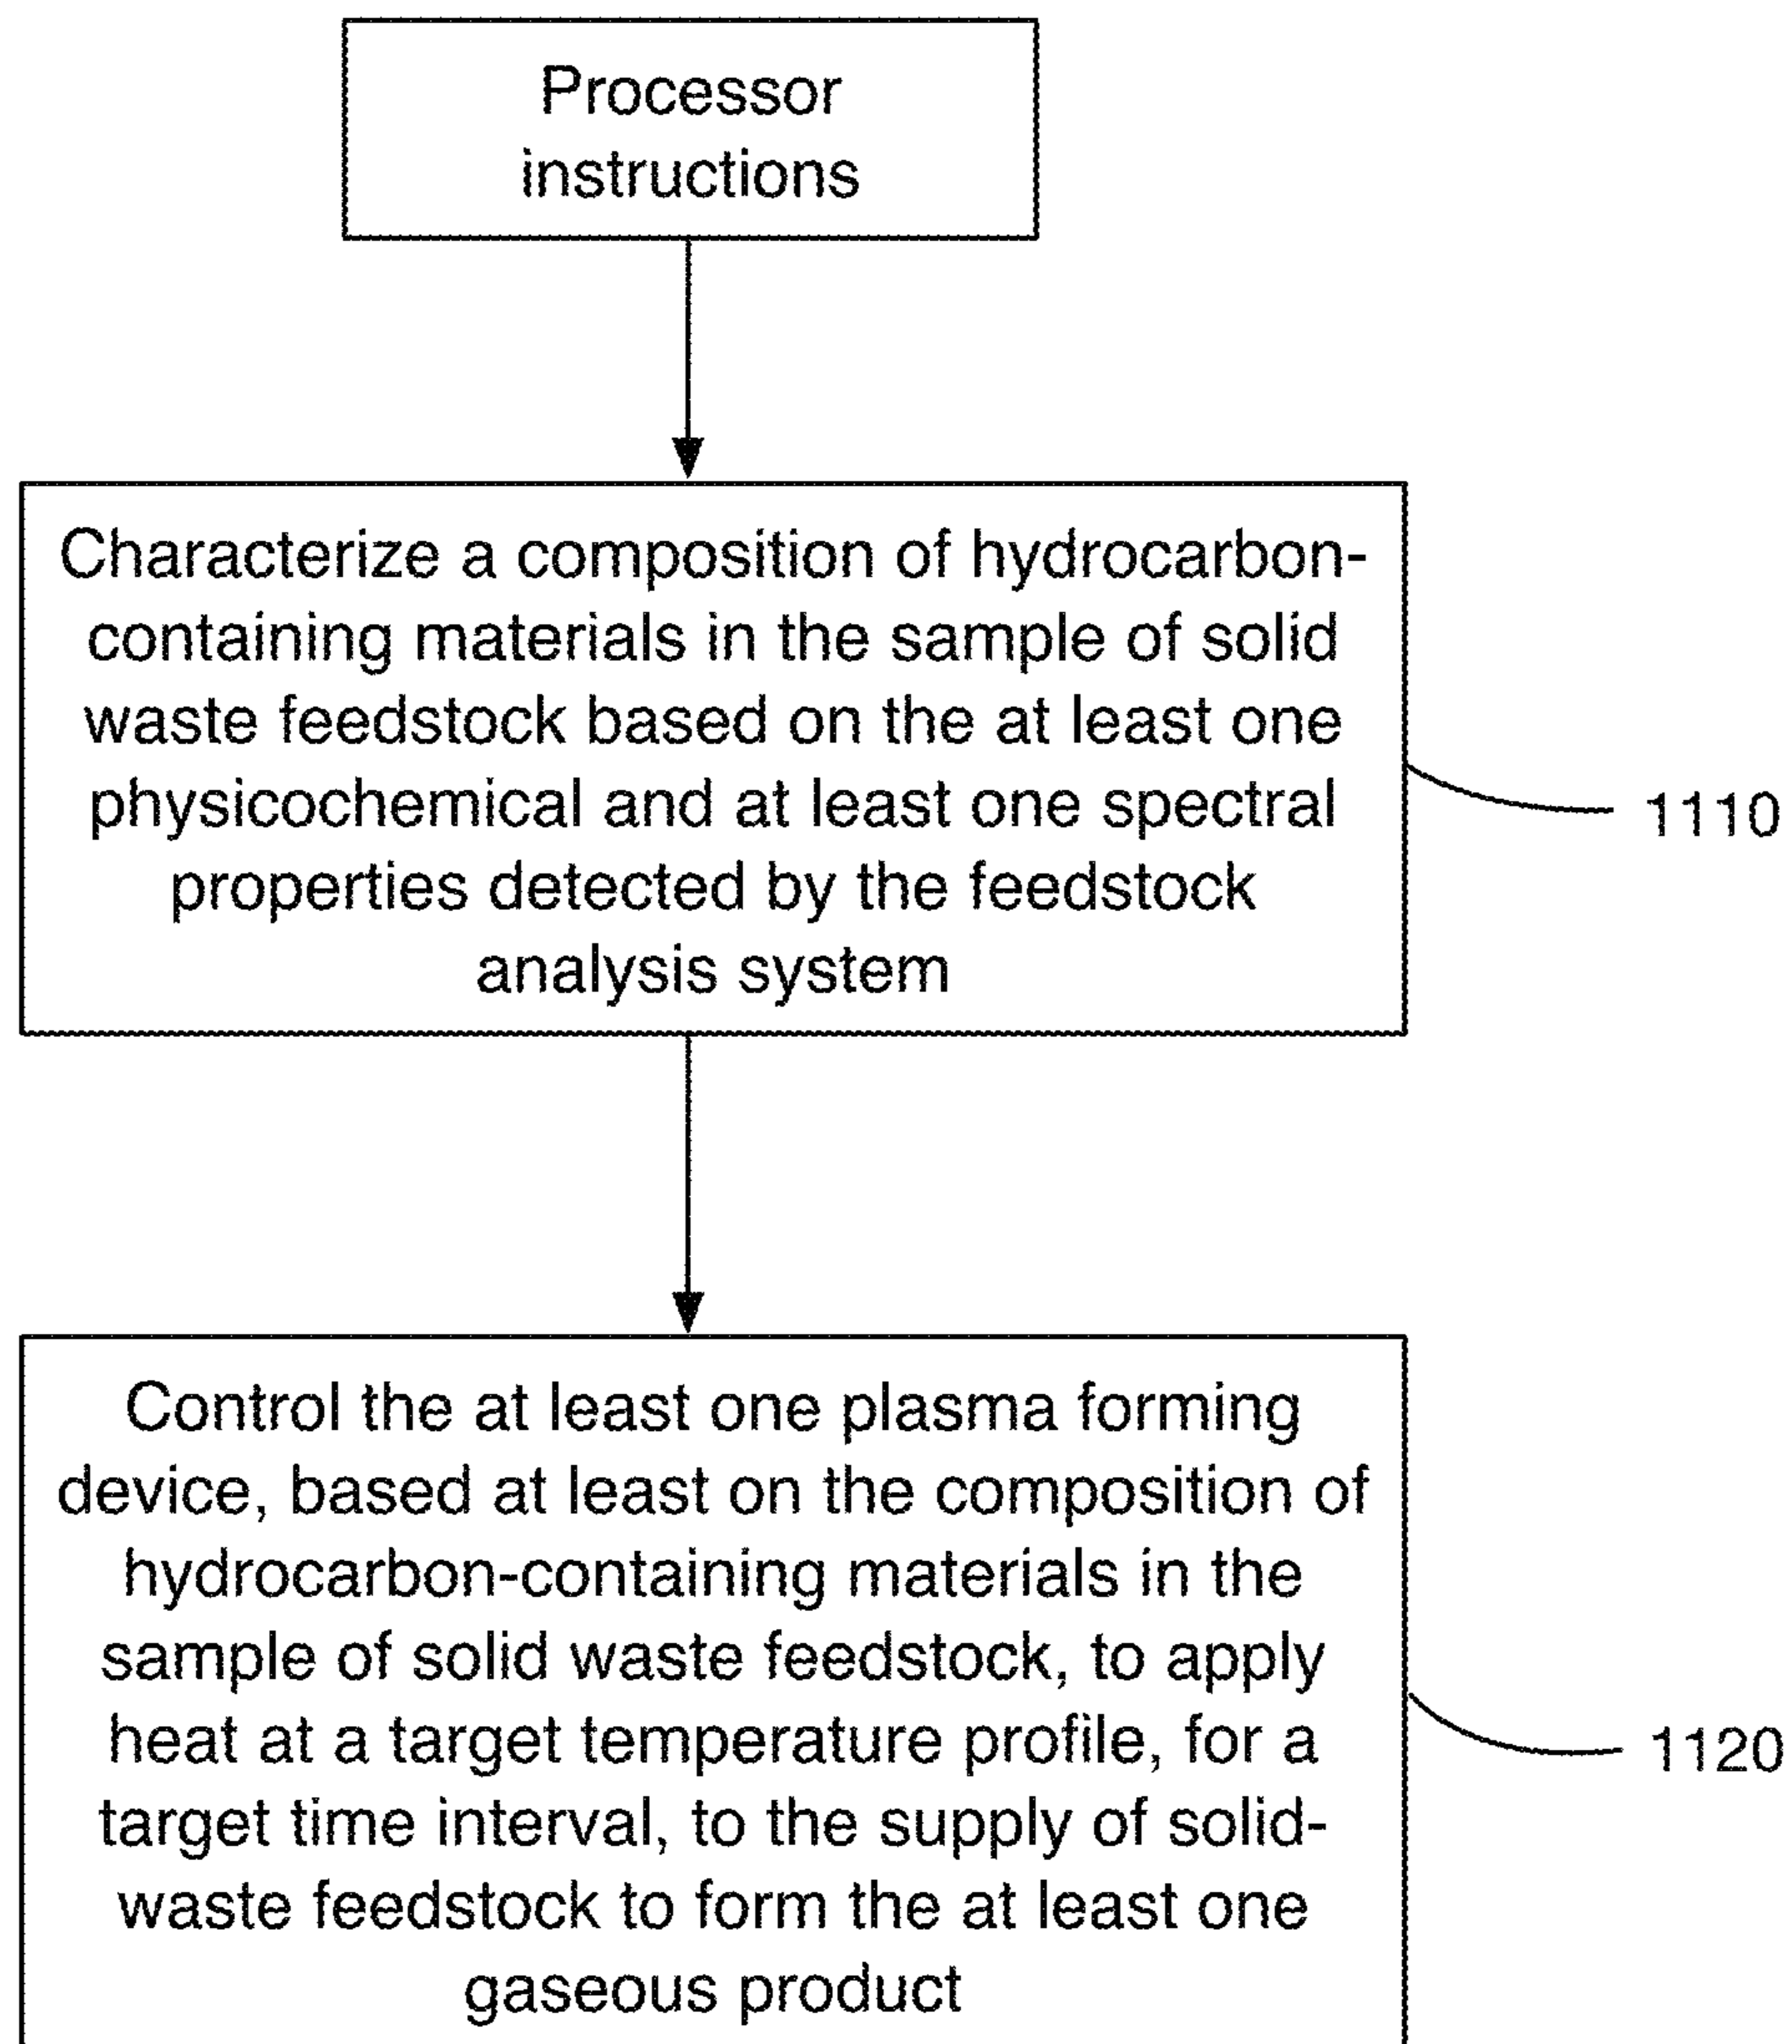 Processor
instructions
Characterize a composition of hydrocarbon-
containing materials in the sample of solid
waste feedstock based on the at least one
physicochemical and at least one spectral
properties detected by the feedstock
analysis system
1110
Control the at least one plasma forming
device, based at least on the composition of
hydrocarbon-containing materials in the
sample of solid waste feedstock, to apply
heat at a target temperature profile, for a
target time interval, to the supply of solid-
waste feedstock to form the at least one
gaseous product
1120